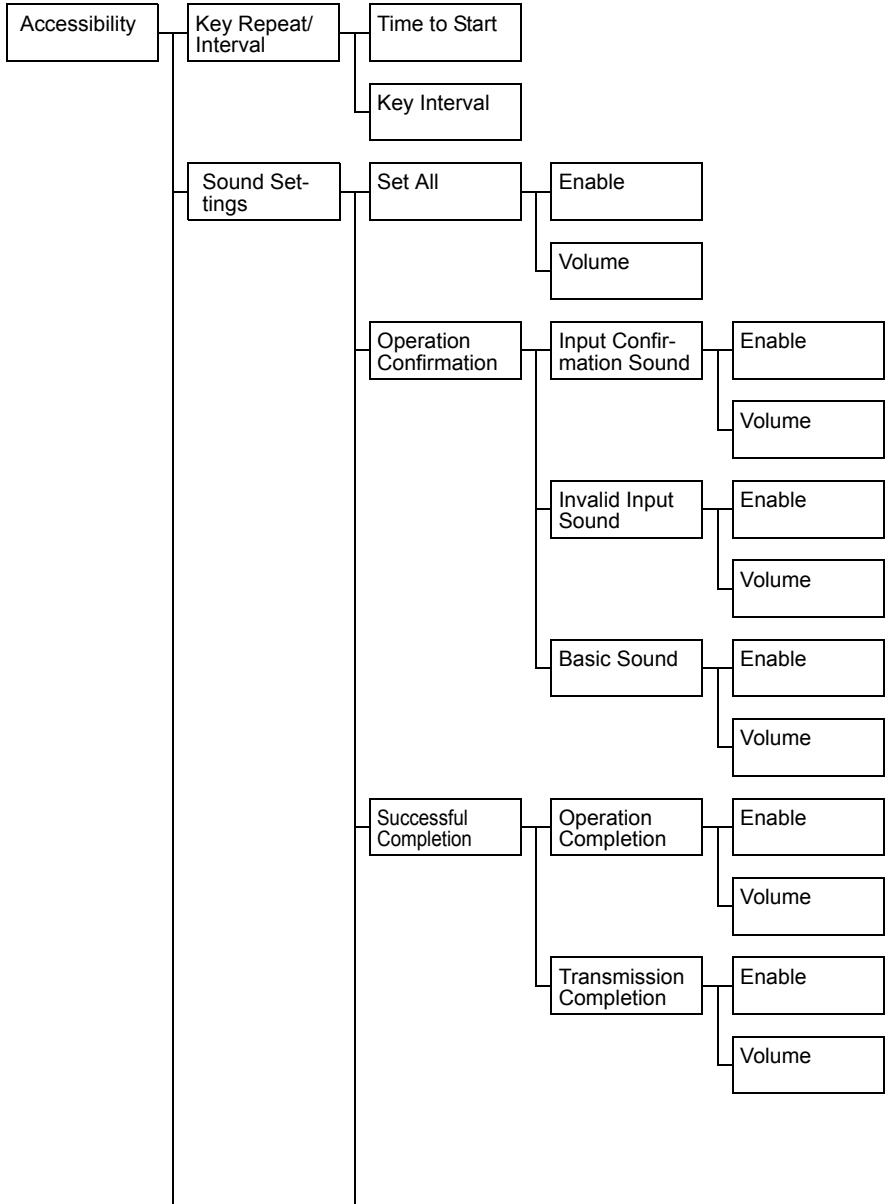 Accessibility
Key Repeat/
Interval
Time to Start
Key Interval
Sound Set-
tings
Set All
Enable
Volume
Operation
Confirmation
Input Confir-
mation Sound
Enable
Volume
Invalid Input
Sound
Enable
Volume
Basic Sound
Enable
Volume
Successful
Completion
Operation
Completion
Enable
Volume
Transmission
Completion
Enable
Volume